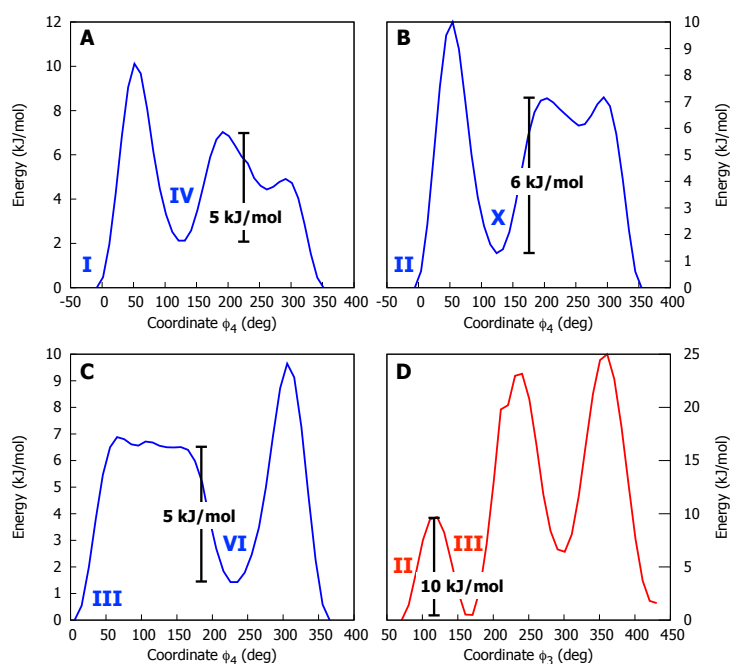 A
Energy (kJ/mol)
12
10
8
6
4
2
0
IV
5 kJ/mol
I
-50 0 50 100 150 200 250 300 350 400
Coordinate ϕ4 (deg)
B
Energy (kJ/mol)
10
9
8
7
6
5
4
3
2
1
0
6 kJ/mol
X
II
-50 0 50 100 150 200 250 300 350 400
Coordinate ϕ4 (deg)
C
Energy (kJ/mol)
10
9
8
7
6
5
4
3
2
1
0
5 kJ/mol
VI
III
0 50 100 150 200 250 300 350 400
Coordinate ϕ4 (deg)
D
Energy (kJ/mol)
25
20
15
10
5
0
II
III
10 kJ/mol
50 100 150 200 250 300 350 400 450
Coordinate ϕ3 (deg)